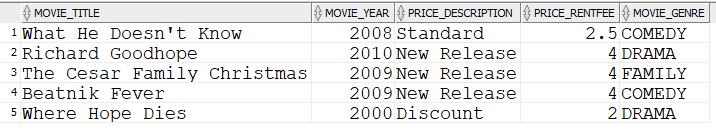 MOVIE_TITLE MOVIE_YEAR PRICE_DESCRIPTION PRICE_RENTFEE MOVIE_GENRE
1 What He Doesn't Know 2008 Standard 2.5 COMEDY
2 Richard Goodhope 2010 New Release 4 DRAMA
3 The Cesar Family Christmas 2009 New Release 4 FAMILY
4 Beatnik Fever 2009 New Release 4 COMEDY
5 Where Hope Dies 2000 Discount 2 DRAMA